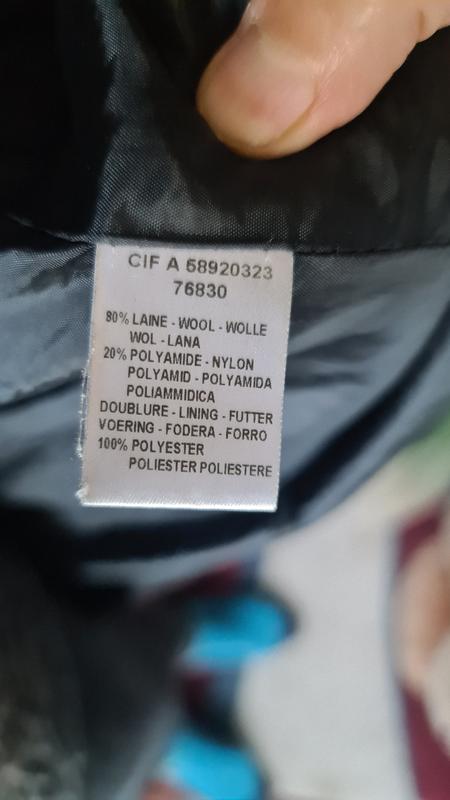 CIF A 58920323
76830
80% LAINE - WOOL - WOLLE
WOL - LANA
20% POLYAMIDE - NYLON
POLYAMID - POLYAMIDA
POLIAMMIDICA
DOUBLURE - LINING - FUTTER
VOERING - FODERA - FORRO
100% POLYESTER
POLIESTER POLIESTERE